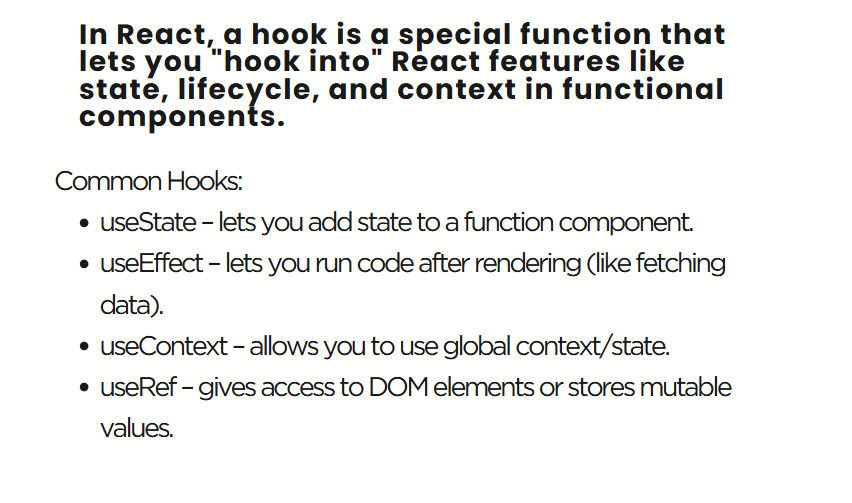 In React, a hook is a special function that
lets you "hook into" React features like
state, lifecycle, and context in functional
components.
Common Hooks:
• useState – lets you add state to a function component.
• useEffect – lets you run code after rendering (like fetching
data).
• useContext – allows you to use global context/state.
• useRef – gives access to DOM elements or stores mutable
values.